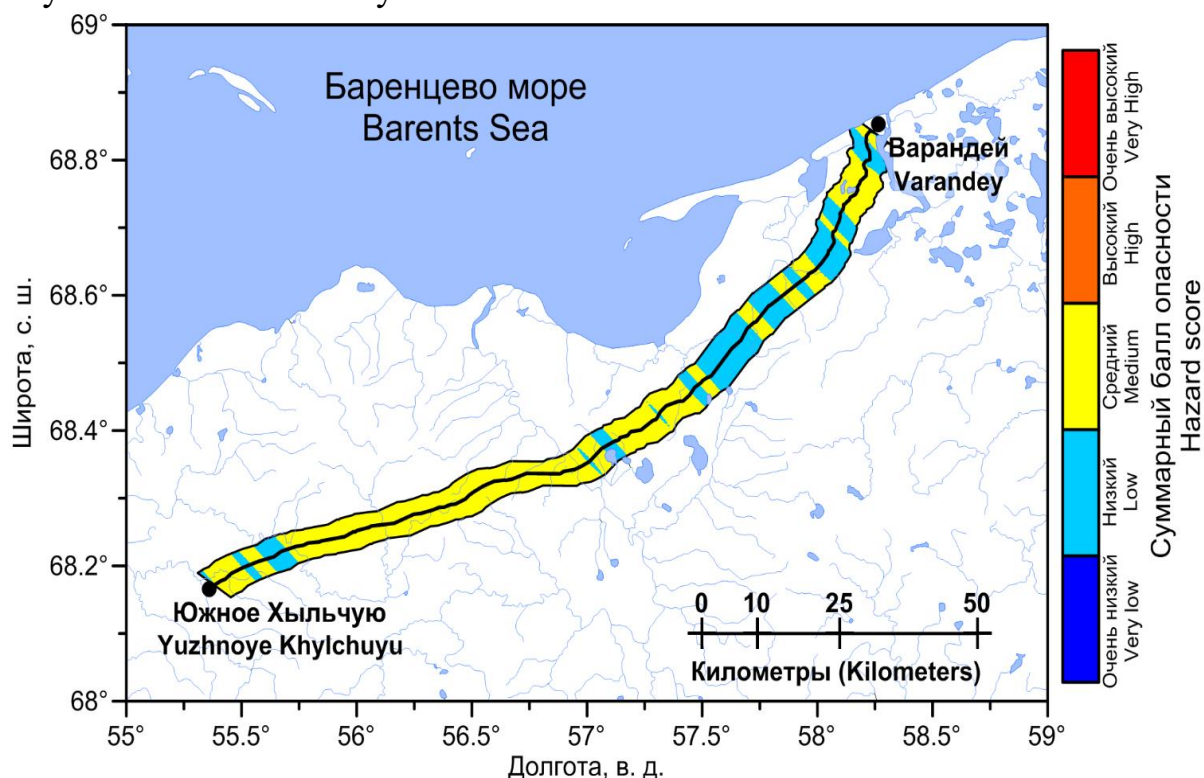 69°
68.8°
68.6°
68.4°
68.2°
68°
Широта, с. ш.
Баренцево море
Barents Sea
Варандей
Varandey
Южное Хыльчую
Yuzhnoye Khylchuyu
0 10 25 50
Километры (Kilometers)
55° 55.5° 56° 56.5° 57° 57.5° 58° 58.5° 59°
Долгота, в. д.
Очень высокий
Very High
Высокий
High
Средний
Medium
Низкий
Low
Очень низкий
Very low
Суммарный балл опасности
Hazard score